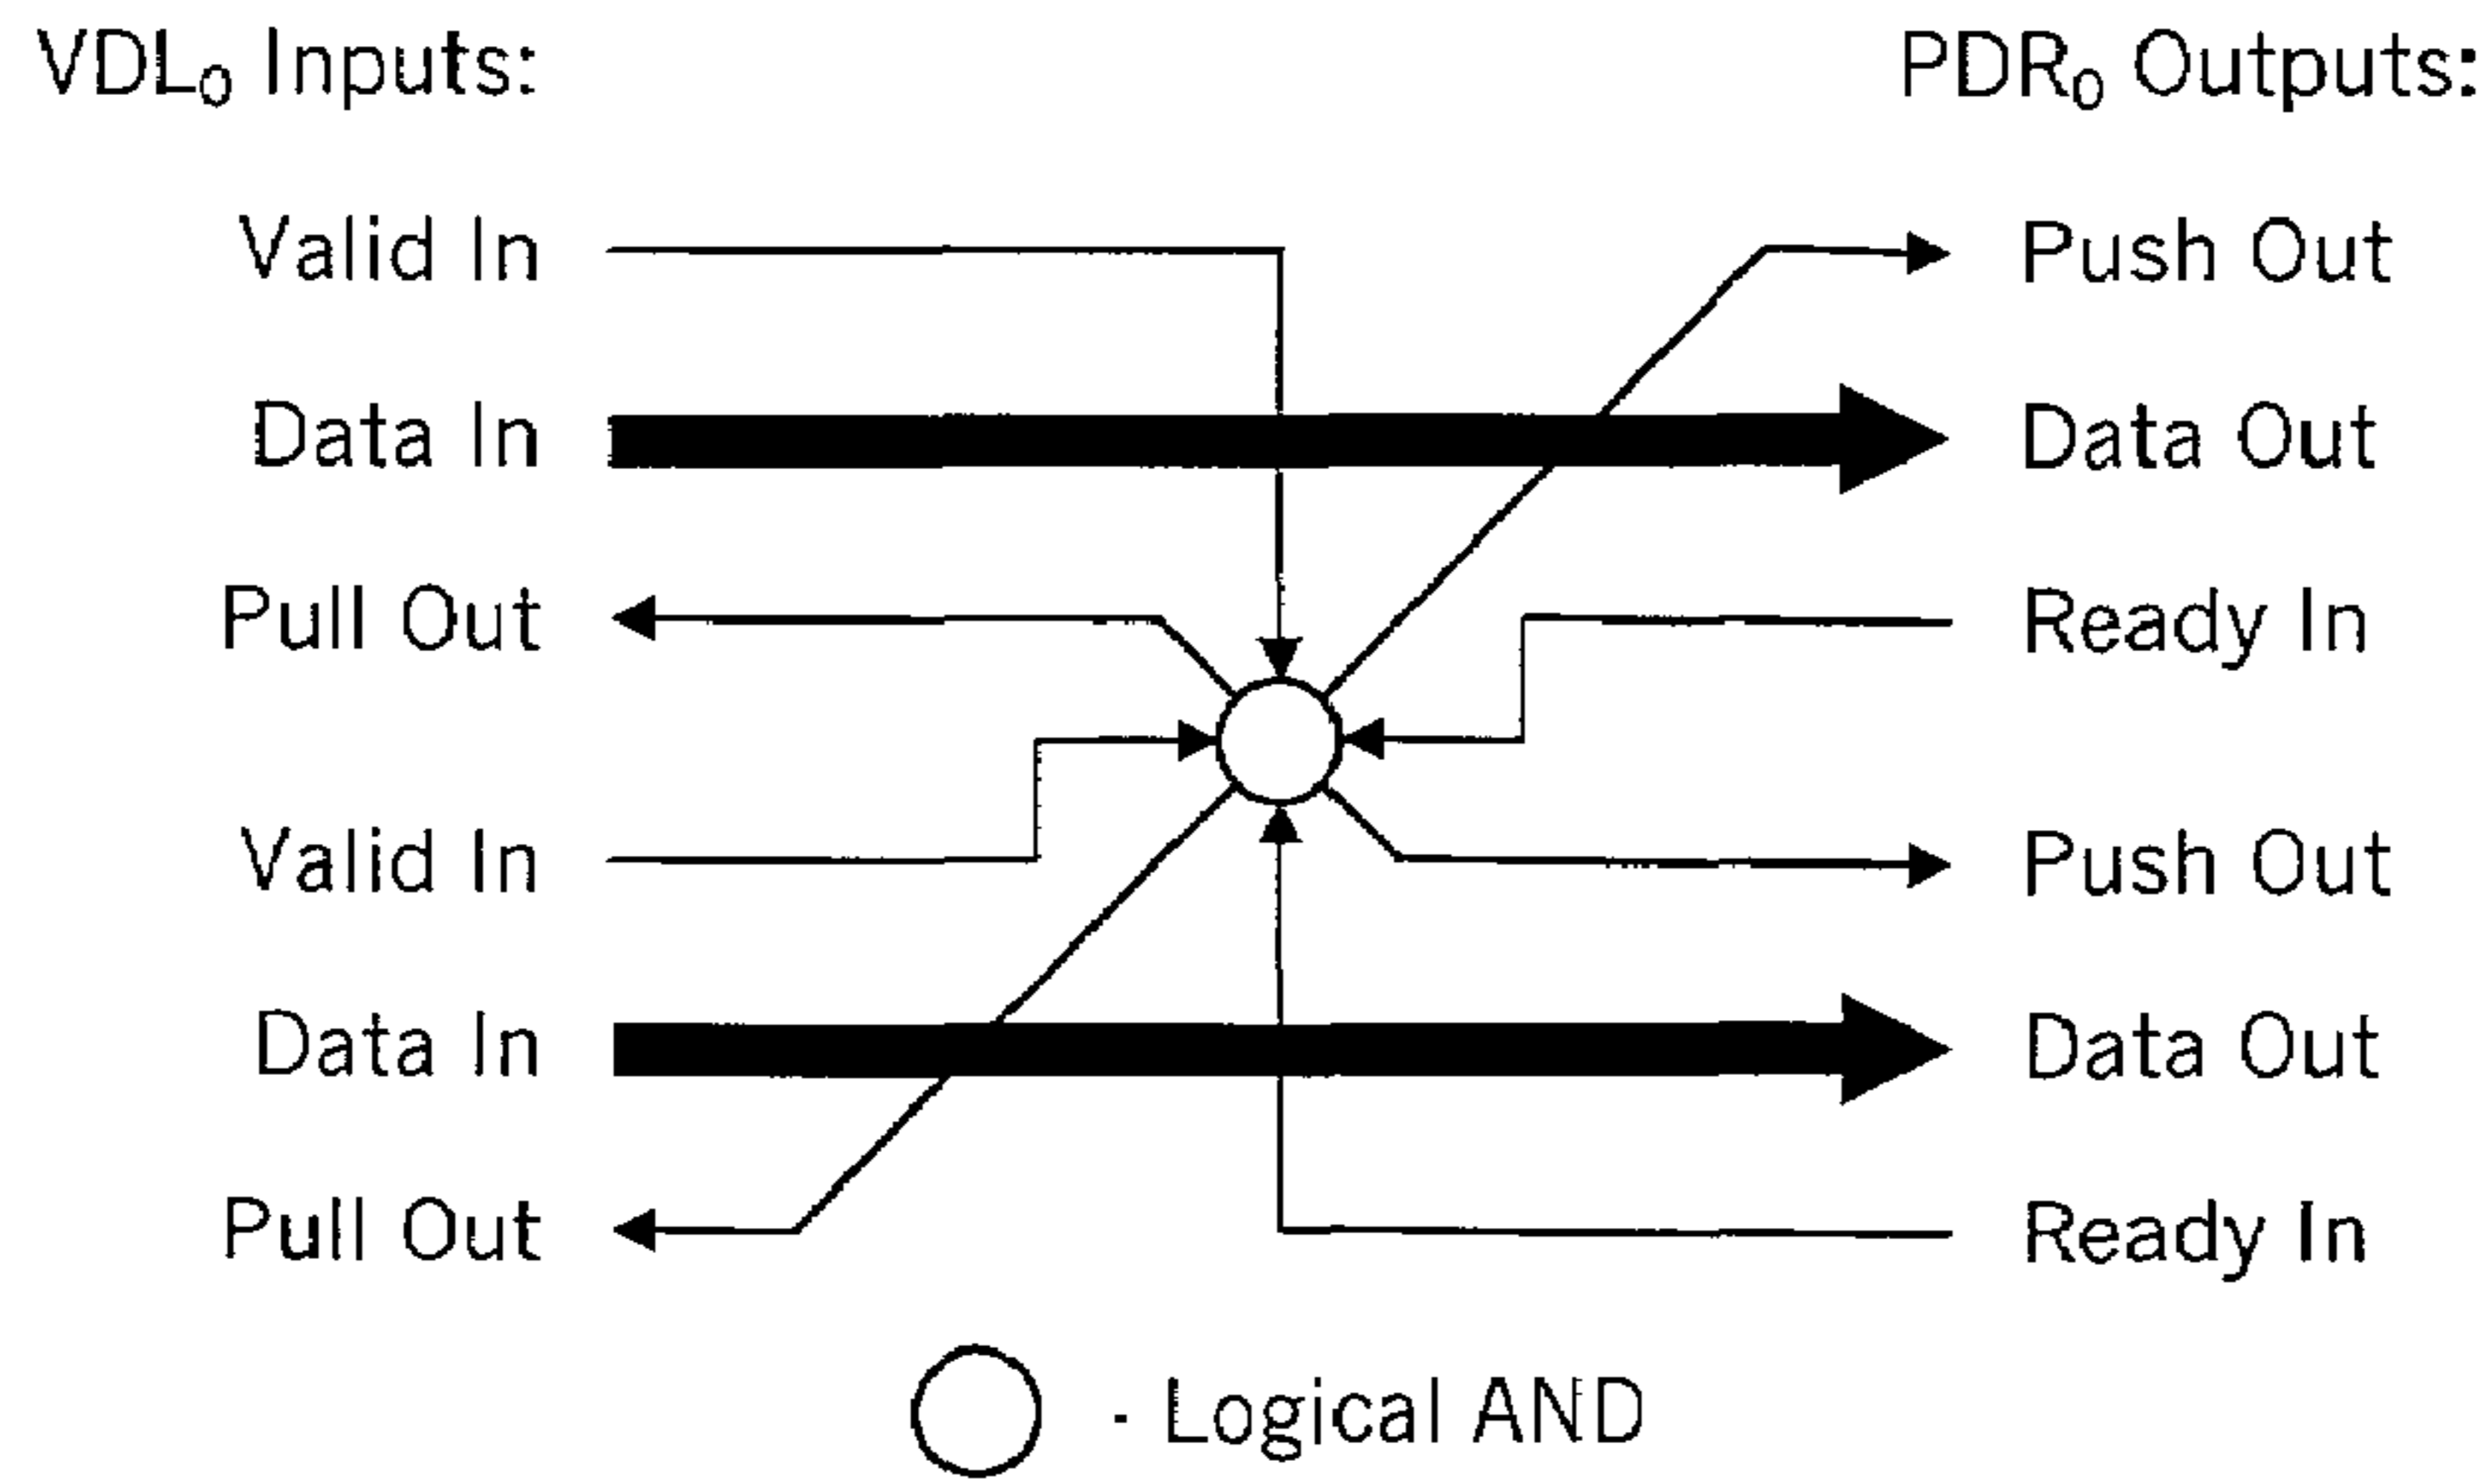 VDL₀ Inputs: PDR₀ Outputs:
Valid In Push Out
Data In Data Out
Pull Out Ready In
Valid In Push Out
Data In Data Out
Pull Out Ready In
- Logical AND